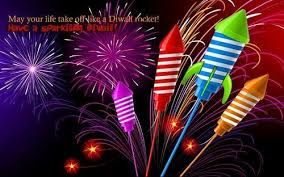 May your life take off like a Diwali rocket!
Have a sparkling Diwali!